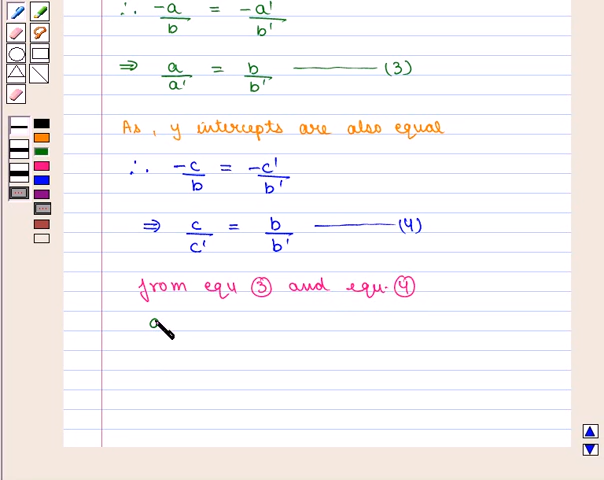 ∴ -a/b = -a'/b'
⇒ a/a' = b/b' ——— (3)
As, y intercepts are also equal
∴ -c/b = -c'/b'
⇒ c/c' = b/b' ——— (4)
from equ ③ and equ. ④
a